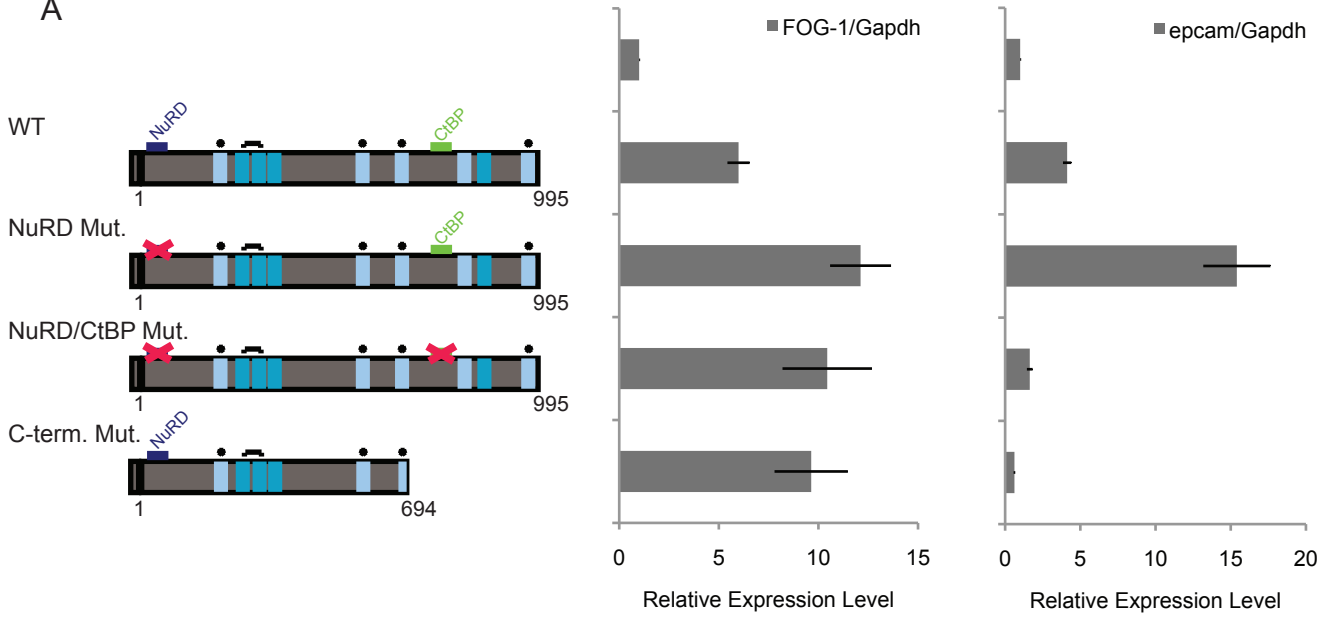 A
FOG-1/Gapdh
epcam/Gapdh
WT
NuRD
CtBP
1
995
NuRD Mut.
CtBP
1
995
NuRD/CtBP Mut.
1
995
C-term. Mut.
NuRD
1
694
0 5 10 15
0 5 10 15 20
Relative Expression Level
Relative Expression Level